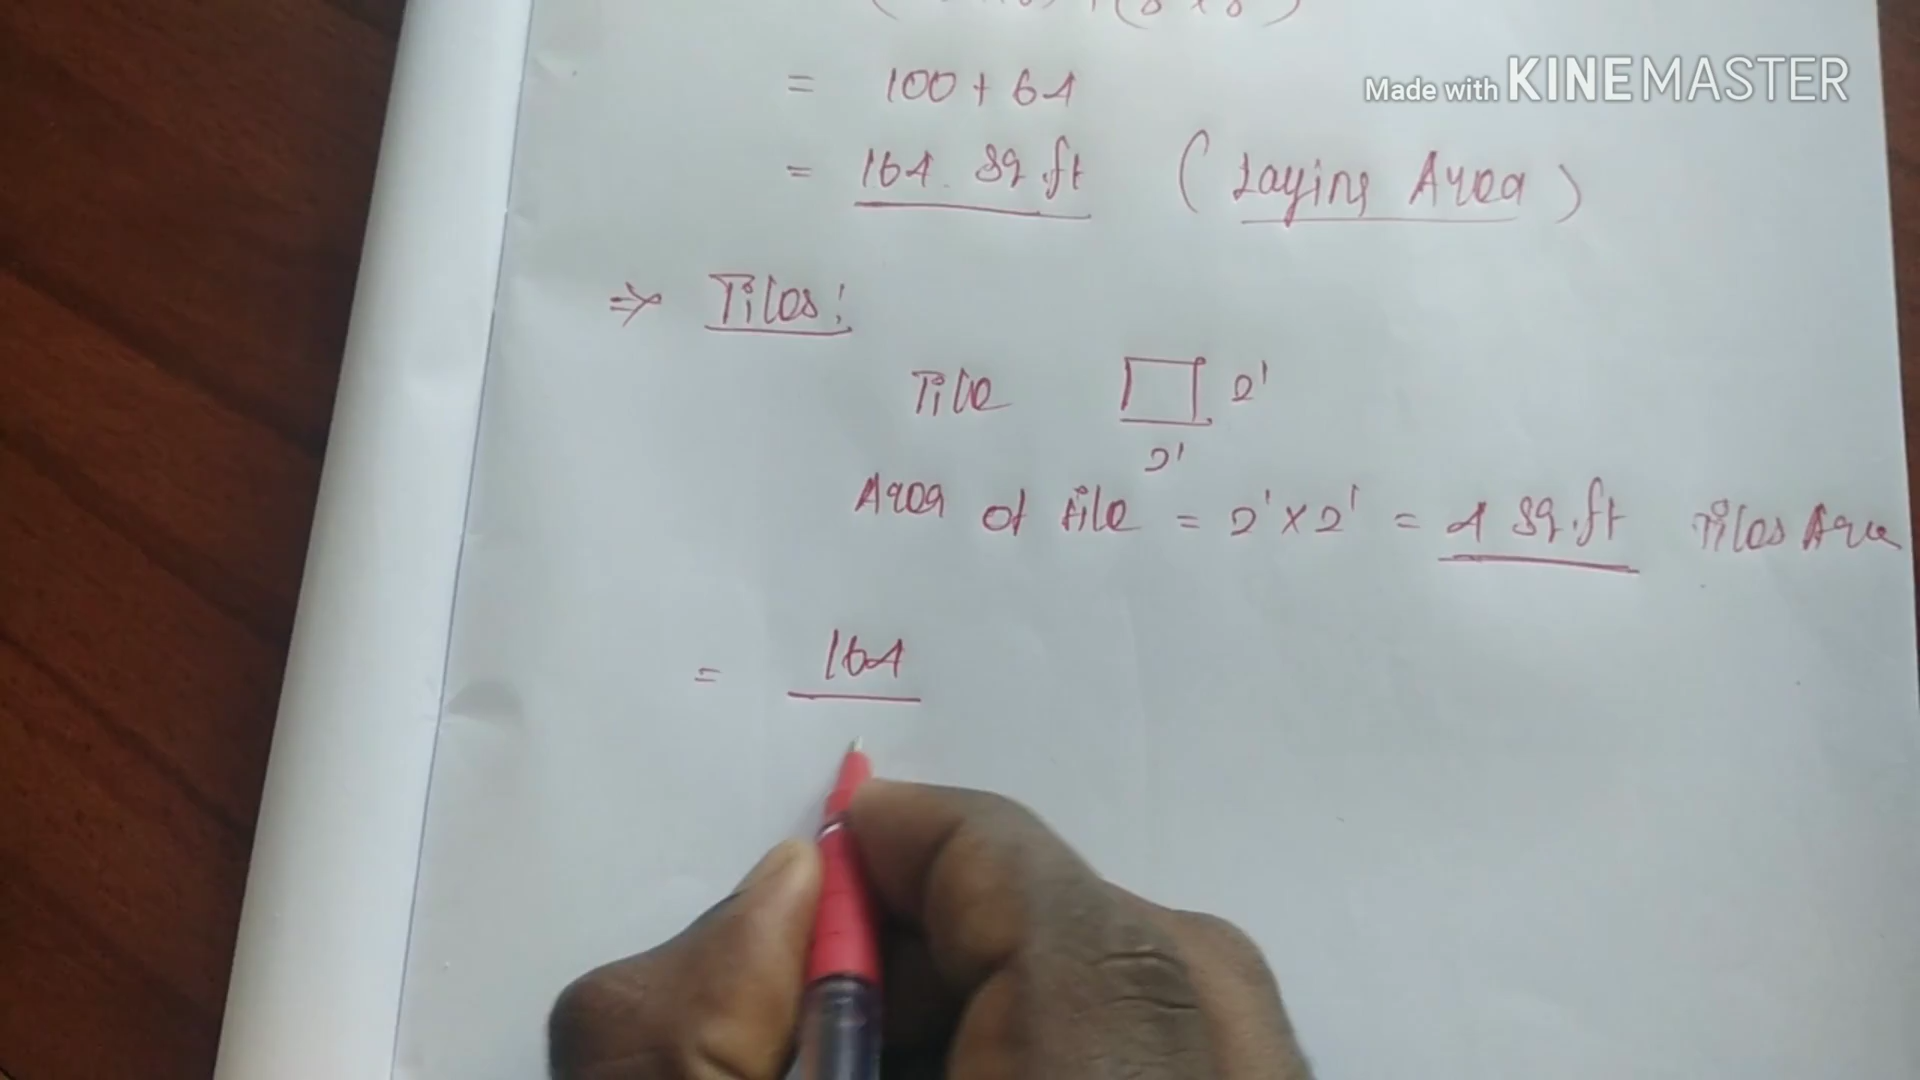 = 100 + 64
Made with KINEMASTER
= 164 Sq.ft (Laying Area)
⇒ Tiles:
Tile 2'
2'
Area of tile = 2' × 2' = 4 Sq.ft Tiles Area
= 164